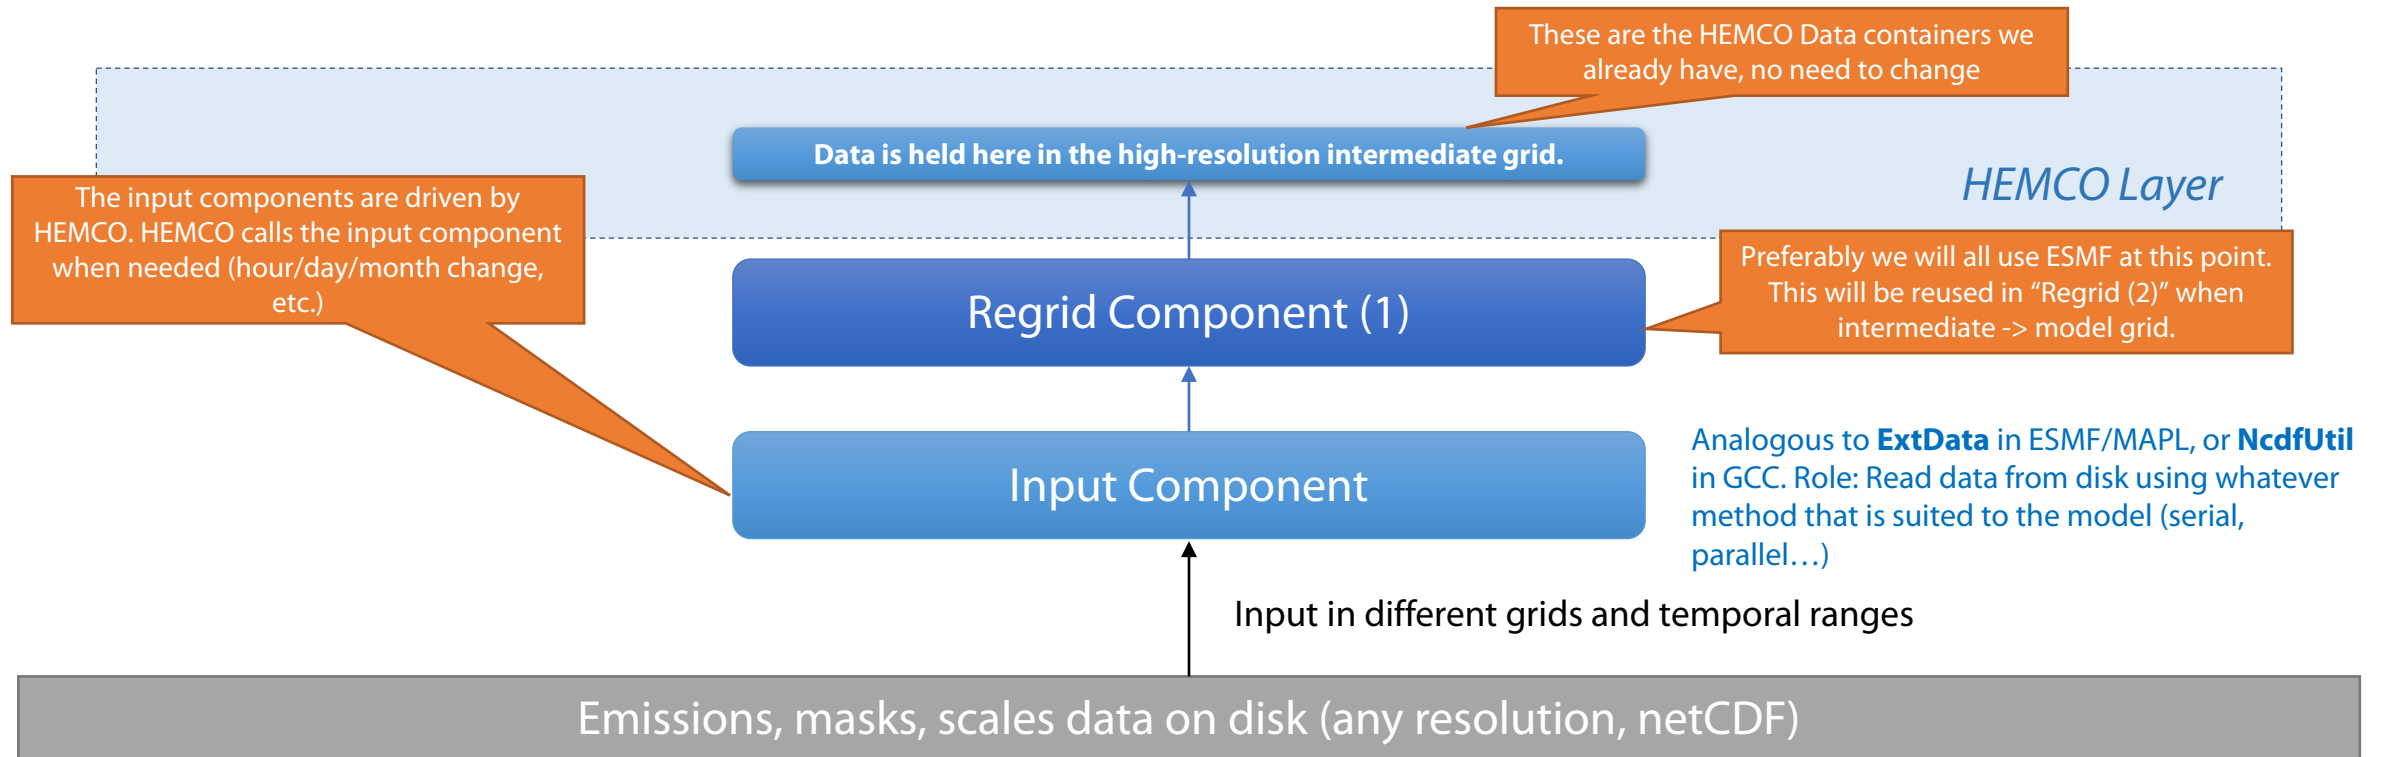 These are the HEMCO Data containers we
already have, no need to change
Data is held here in the high-resolution intermediate grid.
HEMCO Layer
The input components are driven by
HEMCO. HEMCO calls the input component
when needed (hour/day/month change,
etc.)
Regrid Component (1)
Preferably we will all use ESMF at this point.
This will be reused in “Regrid (2)” when
intermediate -> model grid.
Input Component
Analogous to ExtData in ESMF/MAPL, or NcdfUtil
in GCC. Role: Read data from disk using whatever
method that is suited to the model (serial,
parallel…)
Input in different grids and temporal ranges
Emissions, masks, scales data on disk (any resolution, netCDF)